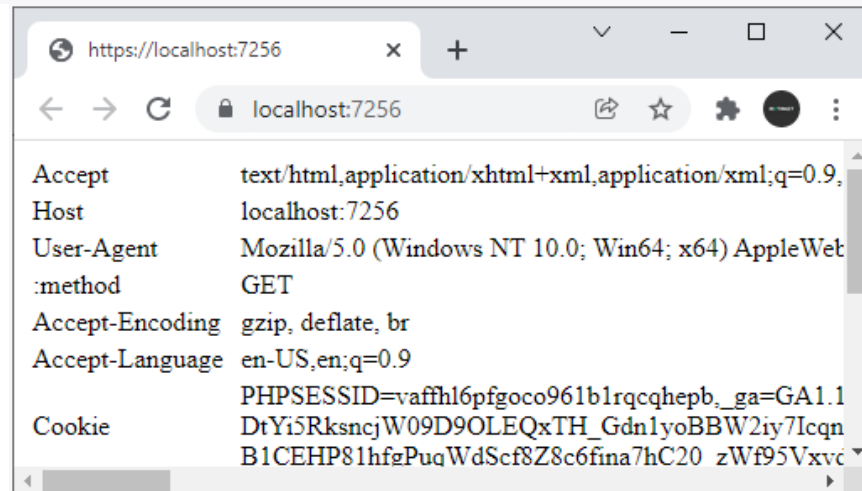 https://localhost:7256
localhost:7256
Accept text/html,application/xhtml+xml,application/xml;q=0.9,
Host localhost:7256
User-Agent Mozilla/5.0 (Windows NT 10.0; Win64; x64) AppleWeb
:method GET
Accept-Encoding gzip, deflate, br
Accept-Language en-US,en;q=0.9
PHPSESSID=vaffhl6pfgoco961b1rqcqhepb,_ga=GA1.1
Cookie DtYi5RksncjW09D9OLEQxTH_Gdn1yoBBW2iy7Icqn
B1CEHP81hfgPuqWdScf8Z8c6fina7hC20_zWf95Vxvd